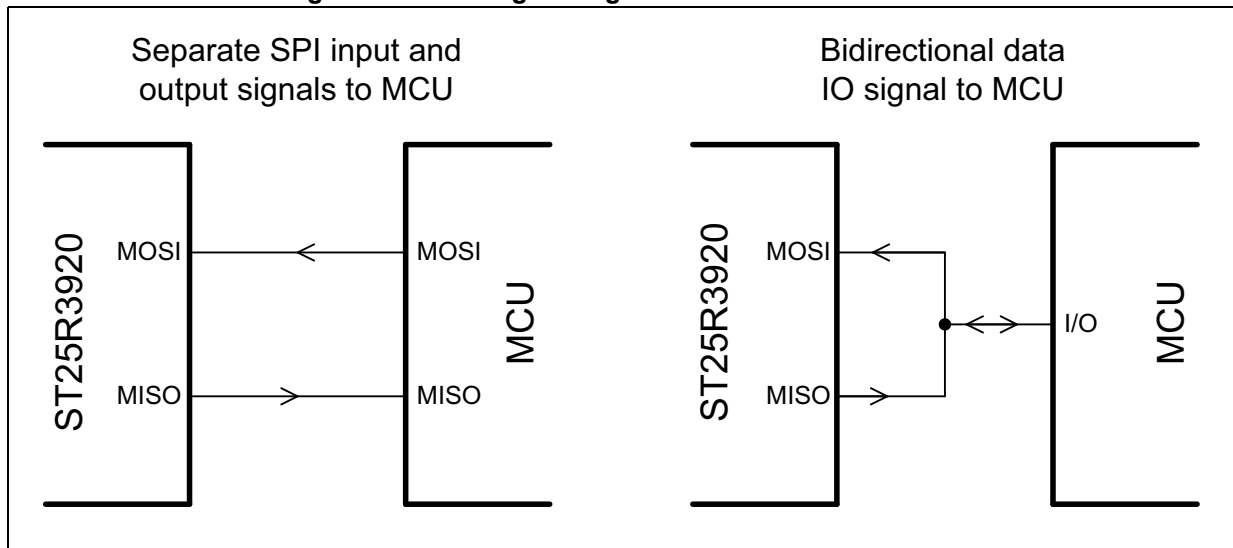 Separate SPI input and
output signals to MCU
ST25R3920
MOSI
MISO
MOSI
MISO
MCU
Bidirectional data
IO signal to MCU
ST25R3920
MOSI
MISO
I/O
MCU